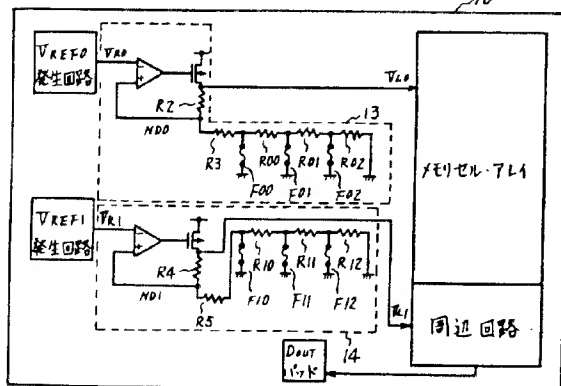 VREF0
発生回路
VR0
R2
ND0
R3
R00
R01
R02
F00
F01
F02
13
VL0
メモリセル・アレイ
VREF1
発生回路
VR1
R4
ND1
R5
R10
R11
R12
F10
F11
F12
14
VL1
周辺回路
DOUT
パッド